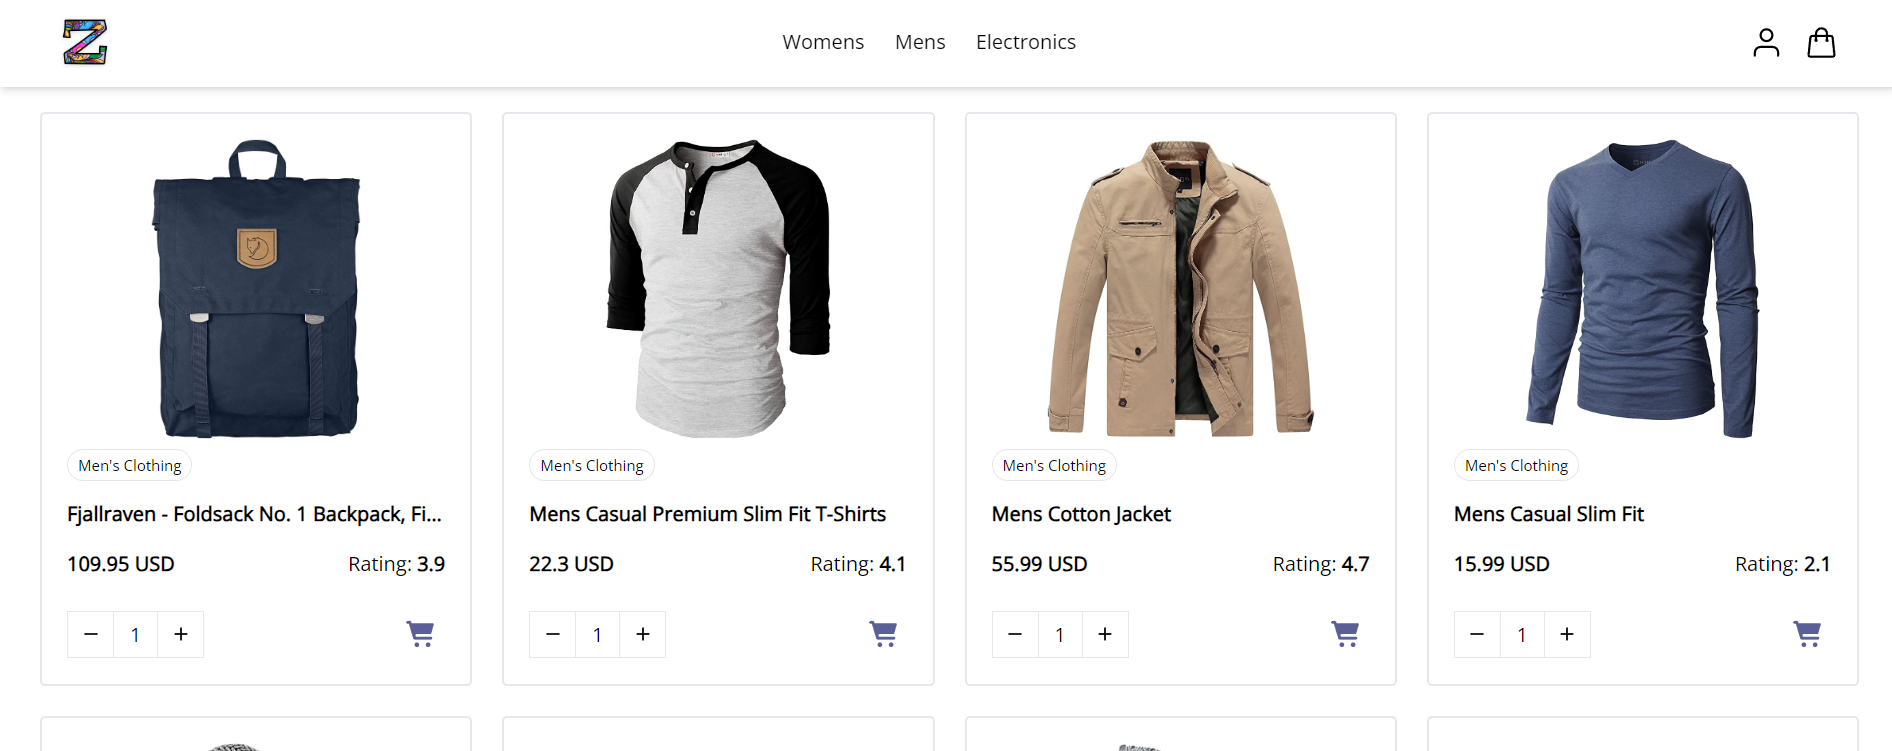 Z
Womens Mens Electronics
Men's Clothing
Fjallraven - Foldsack No. 1 Backpack, Fi...
109.95 USD Rating: 3.9
− 1 +
Men's Clothing
Mens Casual Premium Slim Fit T-Shirts
22.3 USD Rating: 4.1
− 1 +
Men's Clothing
Mens Cotton Jacket
55.99 USD Rating: 4.7
− 1 +
Men's Clothing
Mens Casual Slim Fit
15.99 USD Rating: 2.1
− 1 +